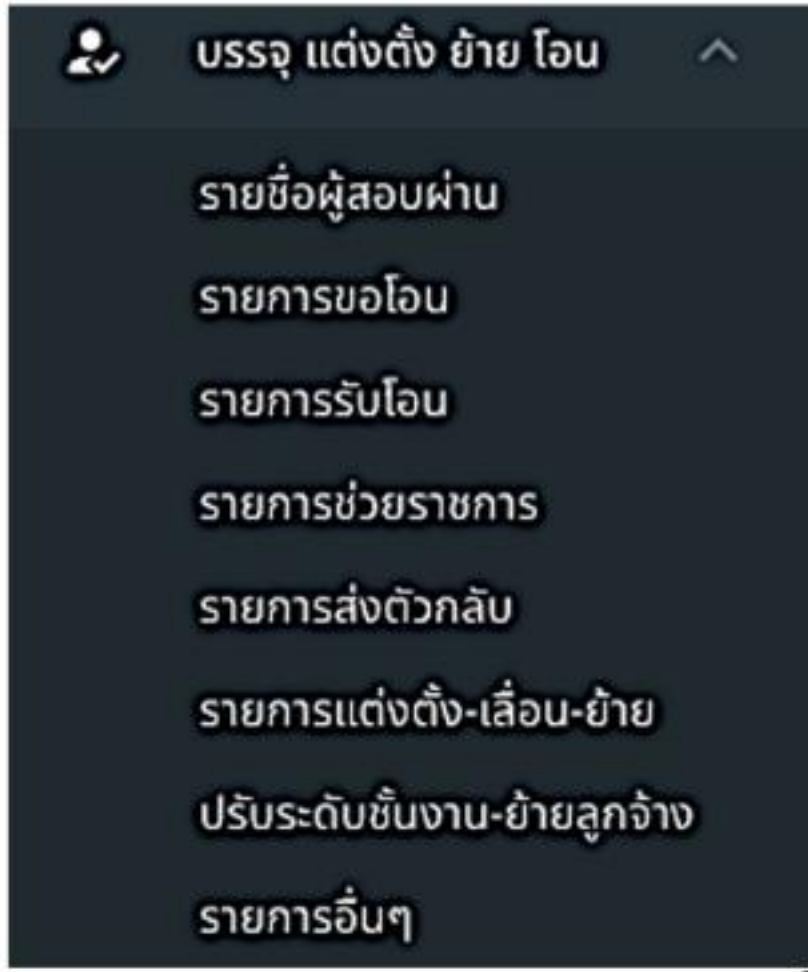 บรรจุ แต่งตั้ง ย้าย โอน
รายชื่อผู้สอบผ่าน
รายการขอโอน
รายการรับโอน
รายการช่วยราชการ
รายการส่งตัวกลับ
รายการแต่งตั้ง-เลื่อน-ย้าย
ปรับระดับชั้นงาน-ย้ายลูกจ้าง
รายการอื่นๆ